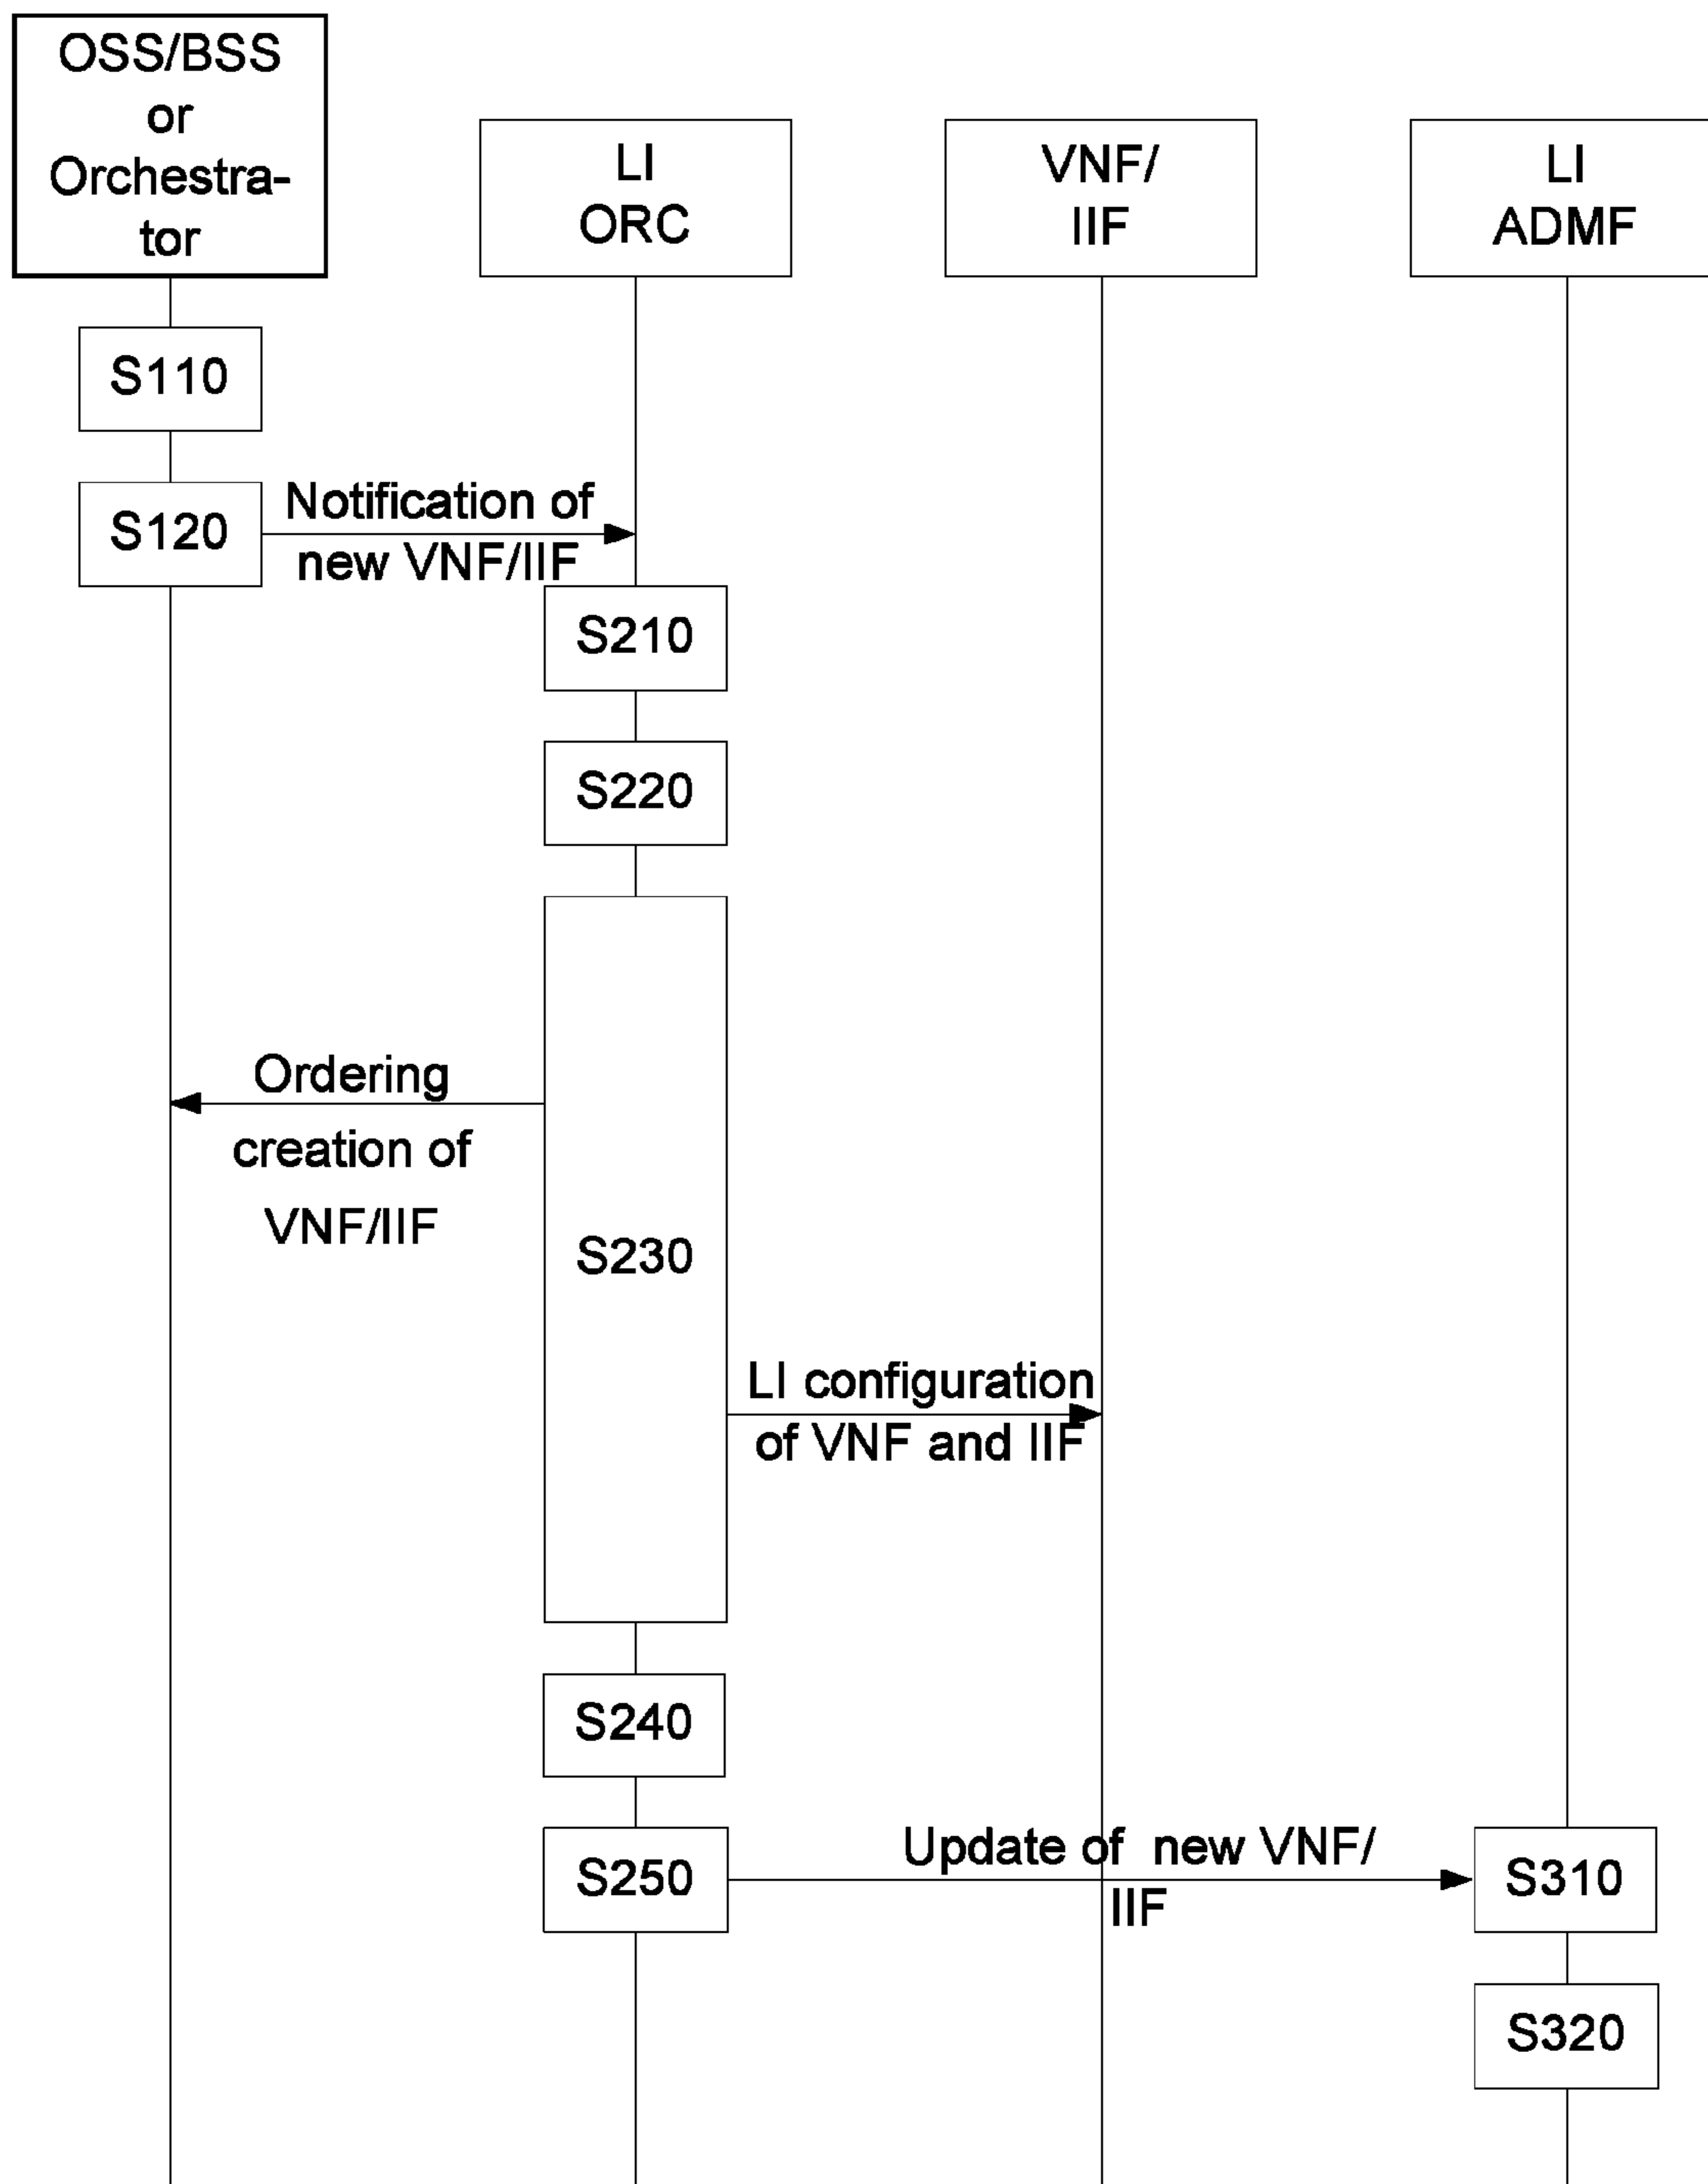 OSS/BSS
or
Orchestra-
tor
LI
ORC
VNF/
IIF
LI
ADMF
S110
S120
Notification of
new VNF/IIF
S210
S220
Ordering
creation of
VNF/IIF
S230
LI configuration
of VNF and IIF
S240
S250
Update of new VNF/
IIF
S310
S320